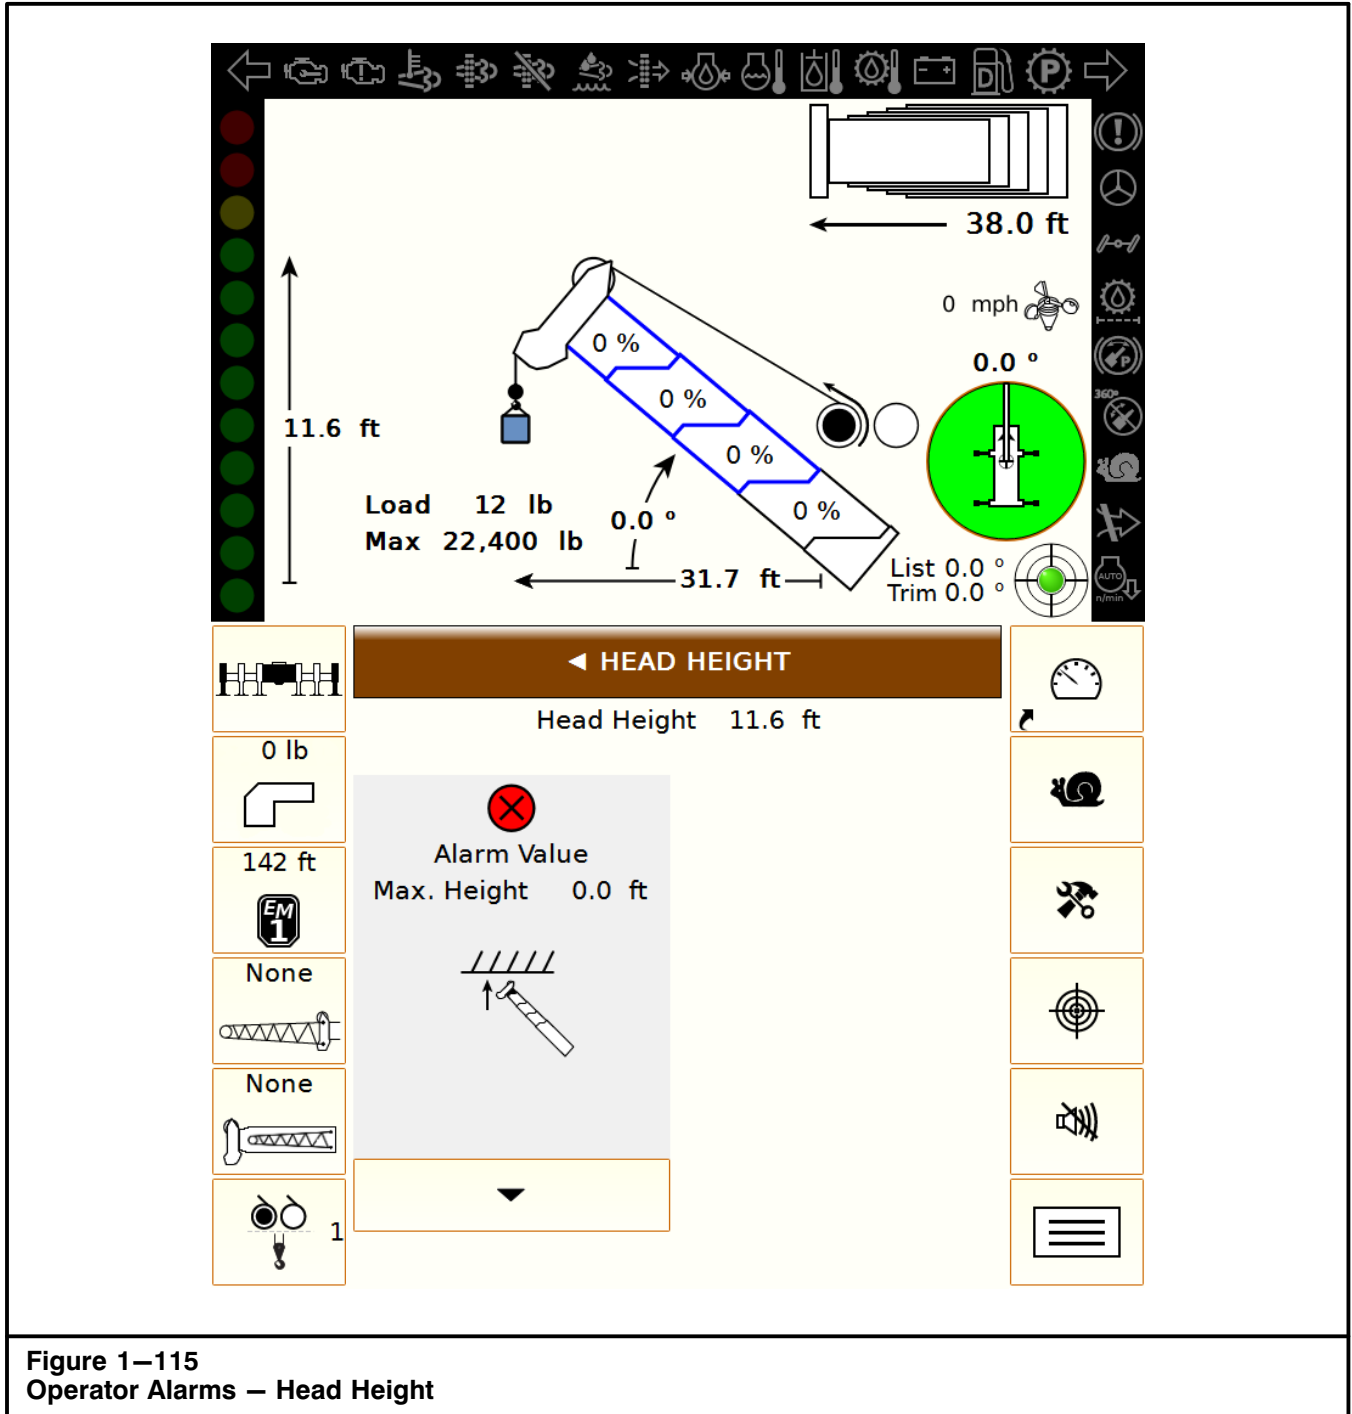 D
P
38.0 ft
0 mph
0.0 °
P
360°
0 %
0 %
0 %
0 %
11.6 ft
Load 12 lb
Max 22,400 lb
0.0 °
31.7 ft
List 0.0 °
Trim 0.0 °
AUTO
n/min
◄ HEAD HEIGHT
Head Height 11.6 ft
0 lb
Alarm Value
Max. Height 0.0 ft
142 ft
EM
1
None
None
1
Figure 1–115
Operator Alarms – Head Height